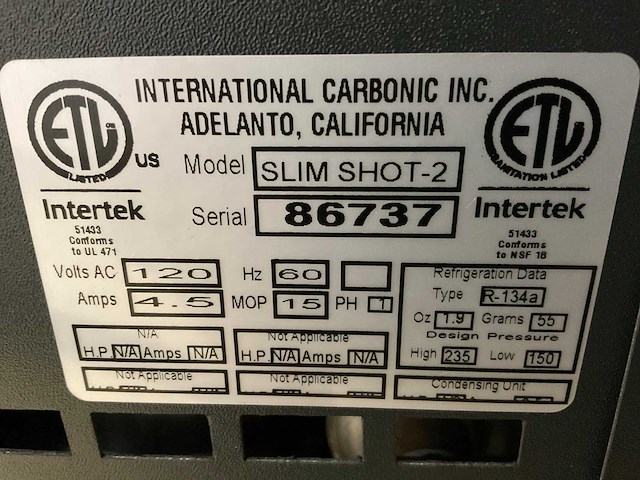 INTERNATIONAL CARBONIC INC.
ADELANTO, CALIFORNIA
ETL
US
LISTED
Intertek
51433
Conforms
to UL 471
ETL
SANITATION LISTED
Intertek
51433
Conforms
to NSF 18
Model SLIM SHOT-2
Serial 86737
Volts AC 120 Hz 60
Amps 4.5 MOP 15 PH 1
Refrigeration Data
Type R-134a
Oz 1.9 Grams 55
Design Pressure
High 235 Low 150
N/A
H.P. N/A Amps N/A
Not Applicable
H.P. N/A Amps N/A
Not Applicable
Not Applicable
Condensing Unit